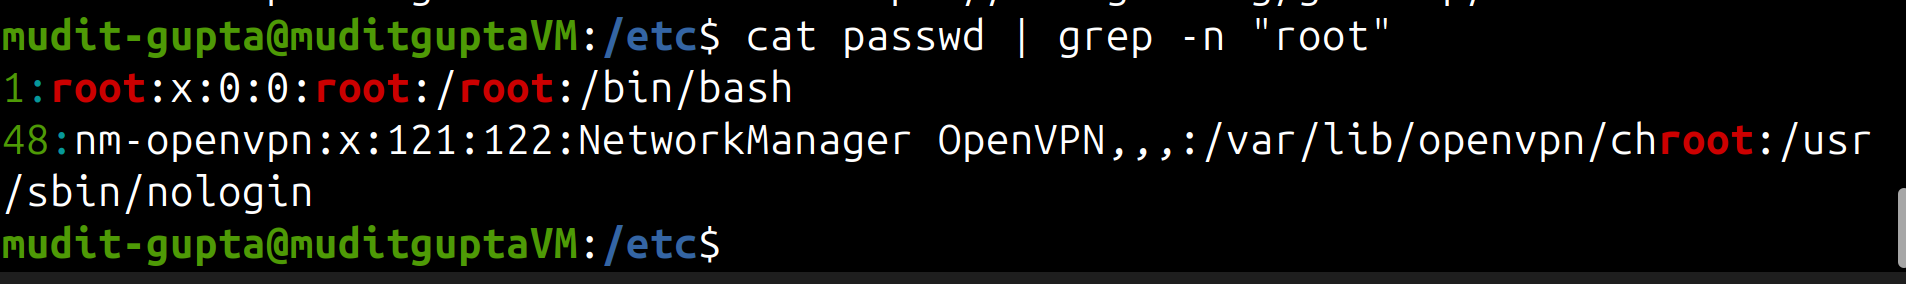 mudit-gupta@muditguptaVM:/etc$ cat passwd | grep -n "root"
1:root:x:0:0:root:/root:/bin/bash
48:nm-openvpn:x:121:122:NetworkManager OpenVPN,,,:/var/lib/openvpn/chroot:/usr
/sbin/nologin
mudit-gupta@muditguptaVM:/etc$